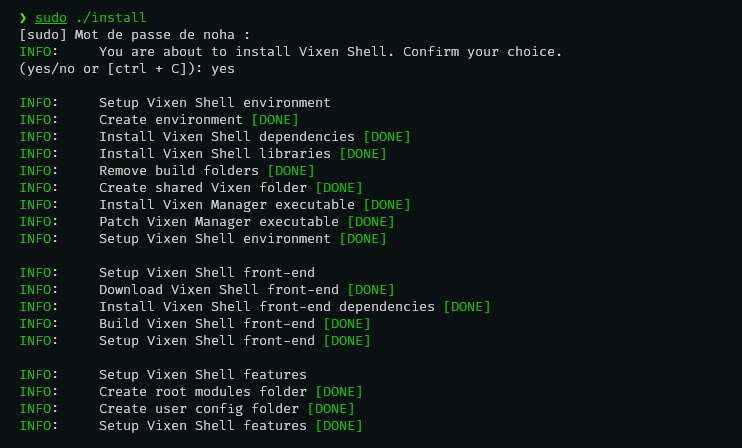 ❯ sudo ./install
[sudo] Mot de passe de noha :
INFO:     You are about to install Vixen Shell. Confirm your choice.
(yes/no or [ctrl + C]): yes
INFO:     Setup Vixen Shell environment
INFO:     Create environment [DONE]
INFO:     Install Vixen Shell dependencies [DONE]
INFO:     Install Vixen Shell libraries [DONE]
INFO:     Remove build folders [DONE]
INFO:     Create shared Vixen folder [DONE]
INFO:     Install Vixen Manager executable [DONE]
INFO:     Patch Vixen Manager executable [DONE]
INFO:     Setup Vixen Shell environment [DONE]
INFO:     Setup Vixen Shell front-end
INFO:     Download Vixen Shell front-end [DONE]
INFO:     Install Vixen Shell front-end dependencies [DONE]
INFO:     Build Vixen Shell front-end [DONE]
INFO:     Setup Vixen Shell front-end [DONE]
INFO:     Setup Vixen Shell features
INFO:     Create root modules folder [DONE]
INFO:     Create user config folder [DONE]
INFO:     Setup Vixen Shell features [DONE]